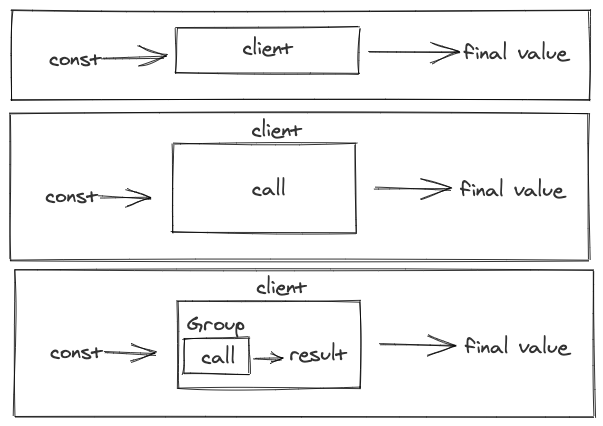 const client final value
client
const call final value
client
Group
const call result final value